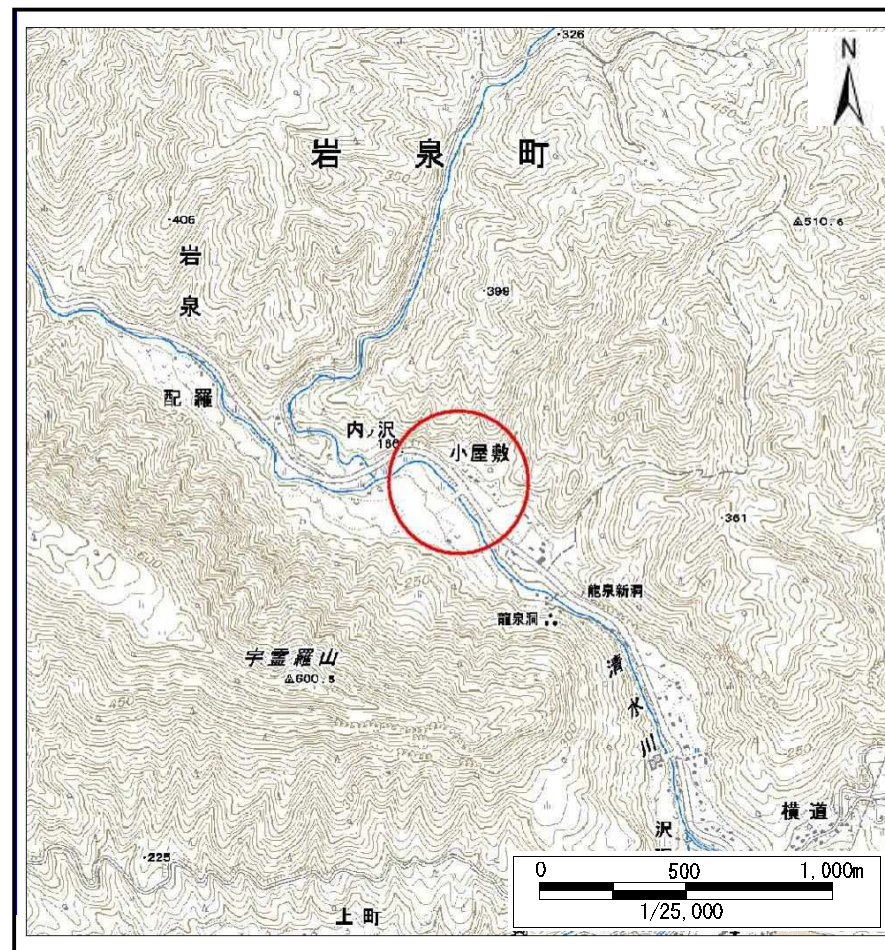 ・326
N
岩泉町
・406
岩泉
510.6
・399
配羅
内ノ沢
小屋敷
・361
250
龍泉新洞
龍泉洞
宇霊羅山
600.5
450
清水川
250
横道
沢
・225
上町
0 500 1,000m
1/25,000